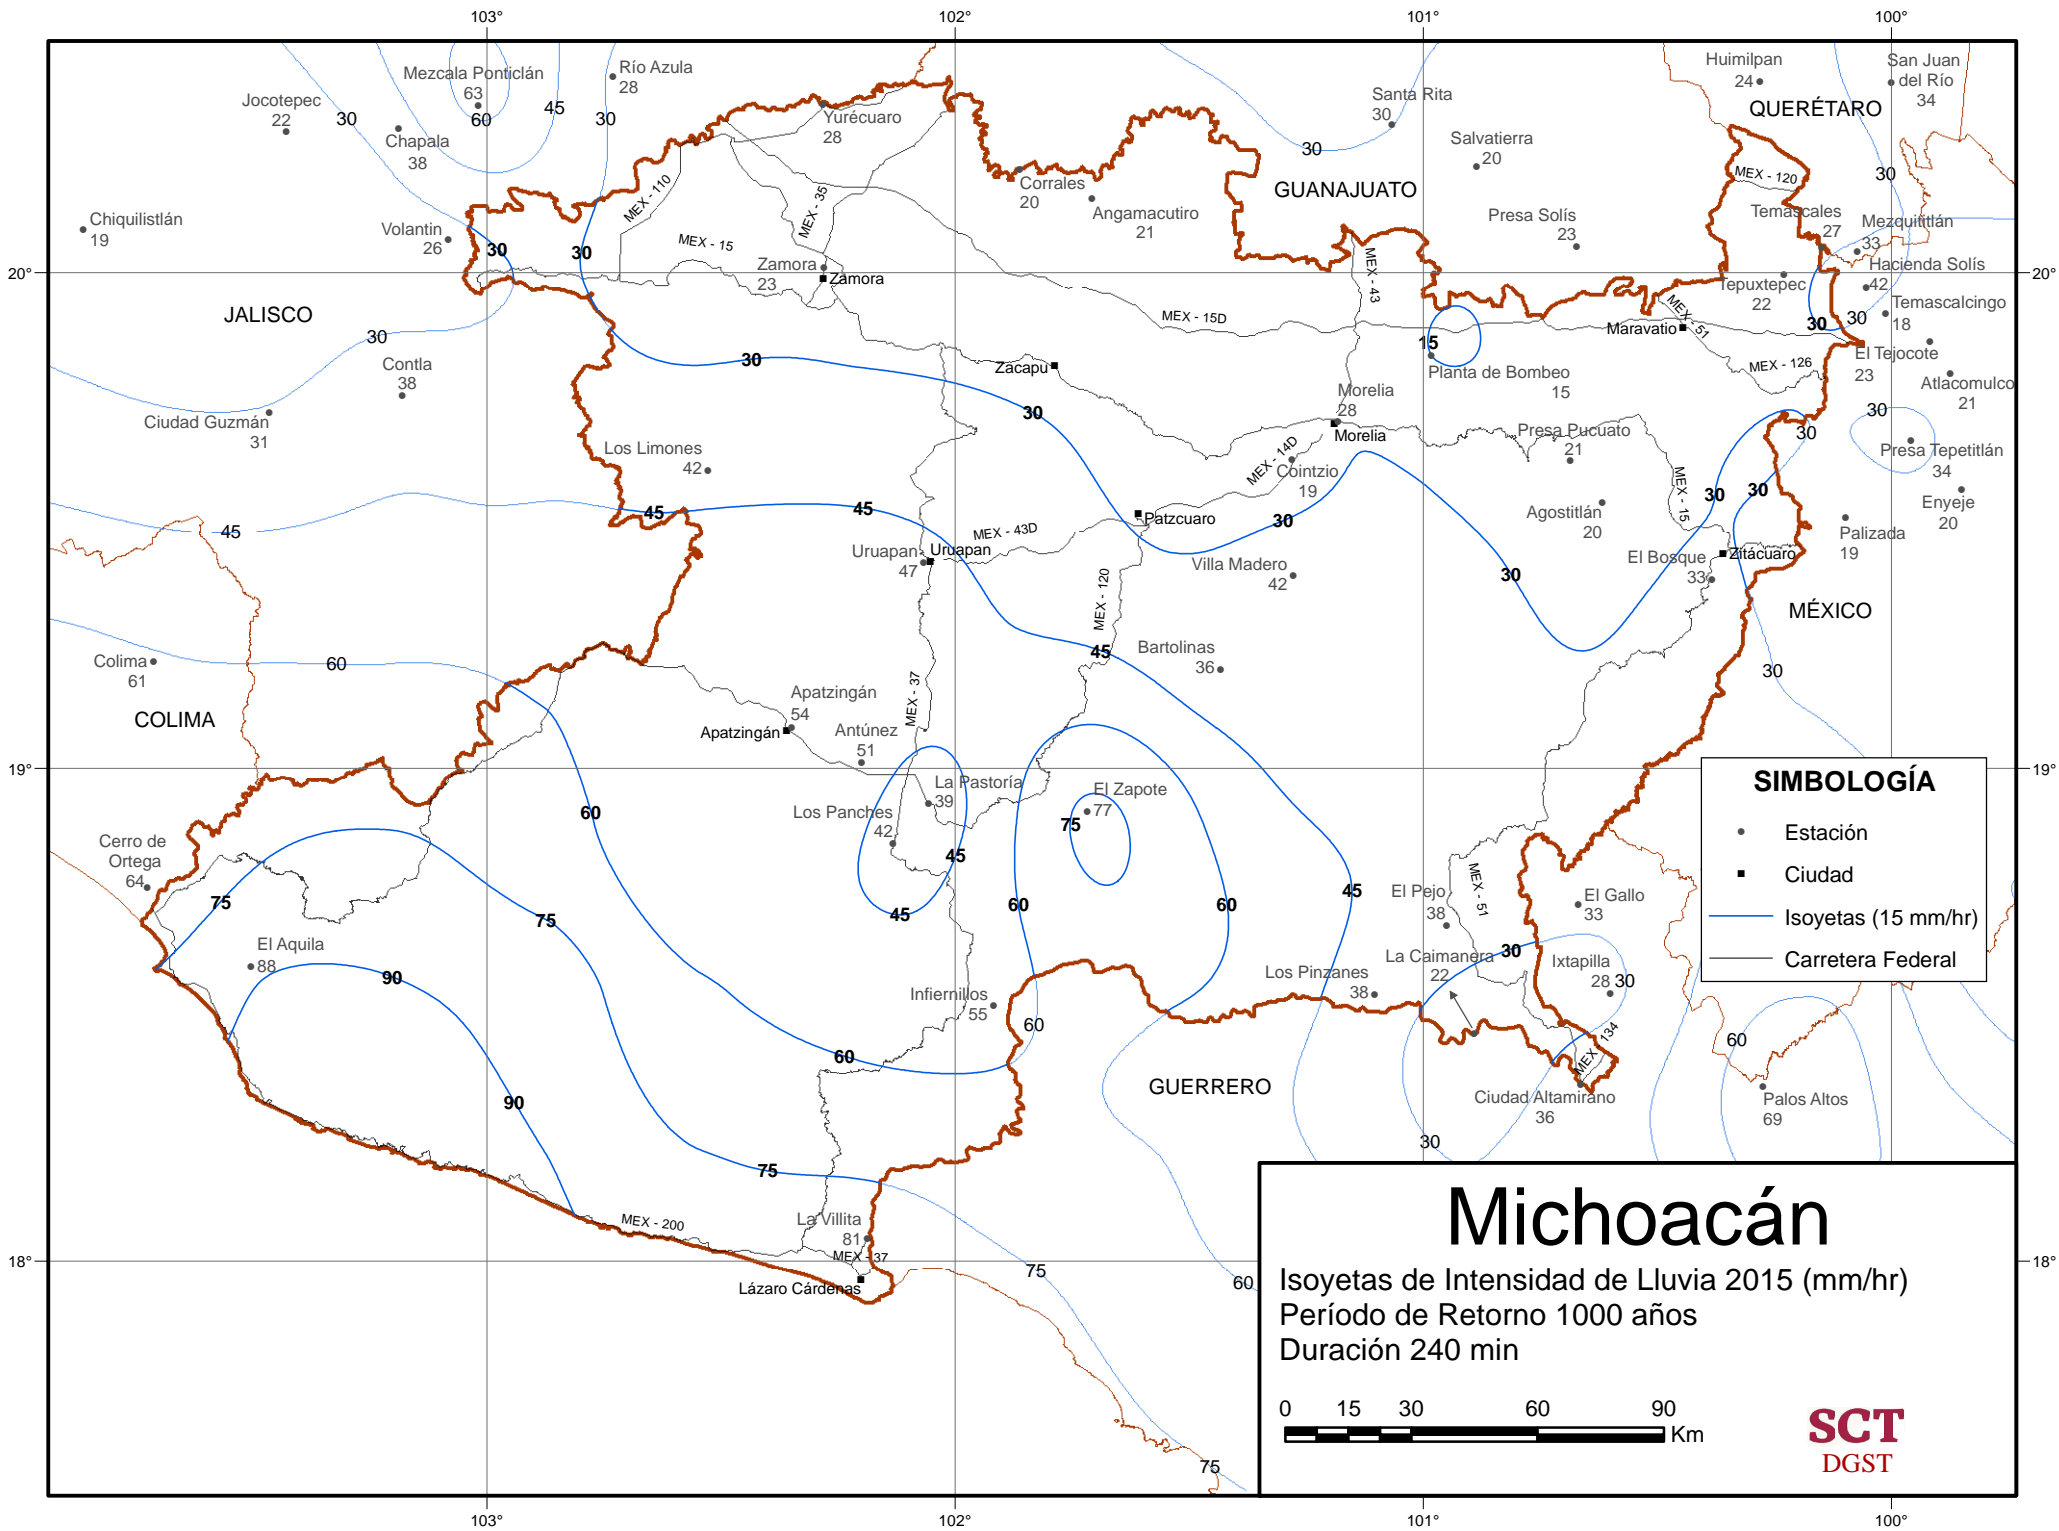 103°
102°
101°
100°
Mezcala Ponticlán
63
60
45
Río Azula
28
30
Jocotepec
22
30
Chapala
38
Yurécuaro
28
Santa Rita
30
30
Salvatierra
20
Huimilpan
24
San Juan
del Río
34
QUERÉTARO
MEX - 120
30
Chiquilistlán
19
Volantin
26
30
30
MEX - 110
MEX - 35
MEX - 15
Zamora
23
Zamora
Corrales
20
Angamacutiro
21
GUANAJUATO
Presa Solís
23
MEX - 43
Temascales
27
Mezquititlán
33
Hacienda Solís
42
Tepuxtepec
22
Temascalcingo
18
20°
20°
JALISCO
30
MEX - 15D
15
Planta de Bombeo
15
Maravatio
MEX - 51
30
30
MEX - 126
El Tejocote
23
Atlacomulco
21
Contla
38
30
30
Zacapu
Ciudad Guzmán
31
Morelia
28
Morelia
30
30
Presa Tepetitlán
34
Los Limones
42
MEX - 14D
Cointzio
19
Presa Pucuato
21
MEX - 15
30
30
Enyeje
20
45
45
45
Patzcuaro
30
Agostitlán
20
Palizada
19
MEX - 43D
Uruapan
47
Uruapan
Villa Madero
42
30
El Bosque
33
Zitácuaro
MEX - 120
MÉXICO
Colima
61
60
45
Bartolinas
36
30
COLIMA
Apatzingán
54
Apatzingán
MEX - 37
Antúnez
51
19°
19°
La Pastoría
39
Los Panches
42
45
45
El Zapote
77
75
60
60
60
45
Cerro de
Ortega
64
75
75
El Aquila
88
90
90
El Pejo
38
MEX - 51
El Gallo
33
La Caimanera
22
30
Ixtapilla
28
30
Los Pinzanes
38
Infiernillos
55
60
60
GUERRERO
MEX - 134
Ciudad Altamirano
36
30
60
Palos Altos
69
75
La Villita
81
MEX - 200
MEX - 37
Lázaro Cárdenas
18°
18°
75
60
75
SIMBOLOGÍA
Estación
Ciudad
Isoyetas (15 mm/hr)
Carretera Federal
Michoacán
Isoyetas de Intensidad de Lluvia 2015 (mm/hr)
Período de Retorno 1000 años
Duración 240 min
0 15 30 60 90
Km
SCT
DGST
103°
102°
101°
100°